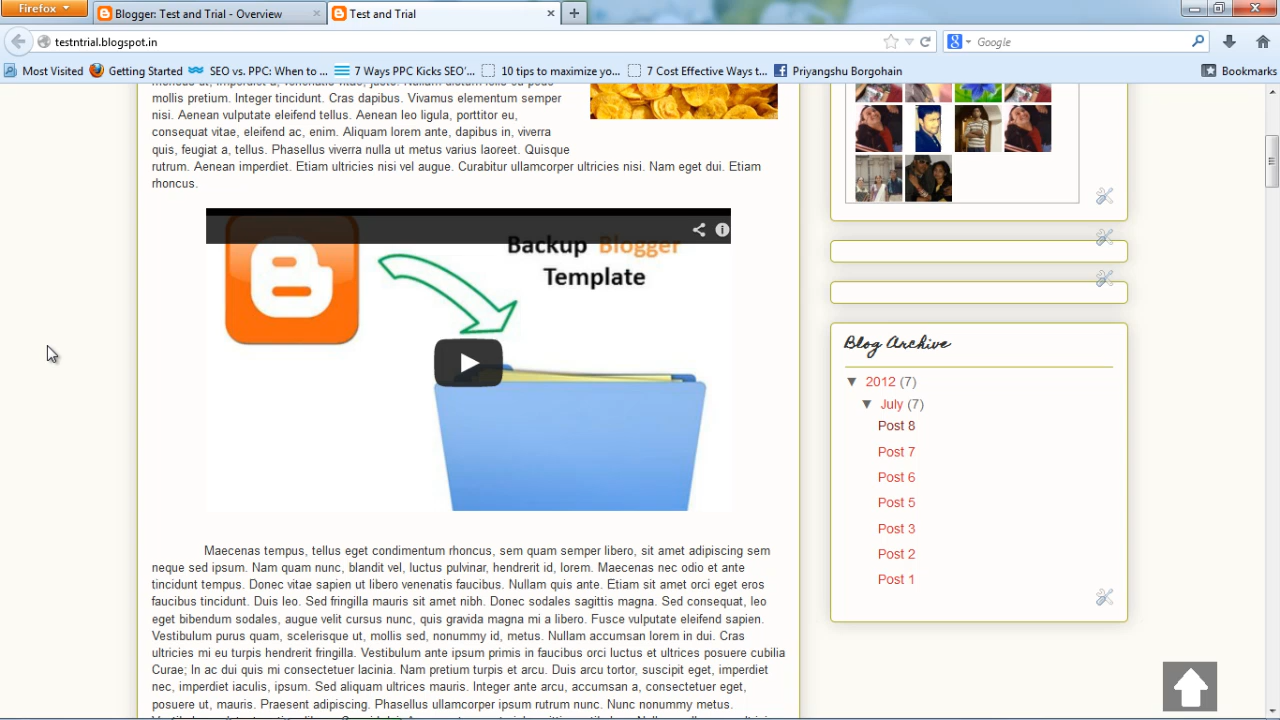 Firefox
Blogger: Test and Trial - Overview
Test and Trial
testntrial.blogspot.in
Google
Most Visited
Getting Started
SEO vs. PPC: When to ...
7 Ways PPC Kicks SEO'...
10 tips to maximize yo...
7 Cost Effective Ways t...
Priyangshu Borgohain
Bookmarks
mollis pretium. Integer tincidunt. Cras dapibus. Vivamus elementum semper
nisi. Aenean vulputate eleifend tellus. Aenean leo ligula, porttitor eu,
consequat vitae, eleifend ac, enim. Aliquam lorem ante, dapibus in, viverra
quis, feugiat a, tellus. Phasellus viverra nulla ut metus varius laoreet. Quisque
rutrum. Aenean imperdiet. Etiam ultricies nisi vel augue. Curabitur ullamcorper ultricies nisi. Nam eget dui. Etiam
rhoncus.
Backup Blogger
Template
Maecenas tempus, tellus eget condimentum rhoncus, sem quam semper libero, sit amet adipiscing sem
neque sed ipsum. Nam quam nunc, blandit vel, luctus pulvinar, hendrerit id, lorem. Maecenas nec odio et ante
tincidunt tempus. Donec vitae sapien ut libero venenatis faucibus. Nullam quis ante. Etiam sit amet orci eget eros
faucibus tincidunt. Duis leo. Sed fringilla mauris sit amet nibh. Donec sodales sagittis magna. Sed consequat, leo
eget bibendum sodales, augue velit cursus nunc, quis gravida magna mi a libero. Fusce vulputate eleifend sapien.
Vestibulum purus quam, scelerisque ut, mollis sed, nonummy id, metus. Nullam accumsan lorem in dui. Cras
ultricies mi eu turpis hendrerit fringilla. Vestibulum ante ipsum primis in faucibus orci luctus et ultrices posuere cubilia
Curae; In ac dui quis mi consectetuer lacinia. Nam pretium turpis et arcu. Duis arcu tortor, suscipit eget, imperdiet
nec, imperdiet iaculis, ipsum. Sed aliquam ultrices mauris. Integer ante arcu, accumsan a, consectetuer eget,
posuere ut, mauris. Praesent adipiscing. Phasellus ullamcorper ipsum rutrum nunc. Nunc nonummy metus.
Blog Archive
▼ 2012 (7)
▼ July (7)
Post 8
Post 7
Post 6
Post 5
Post 3
Post 2
Post 1